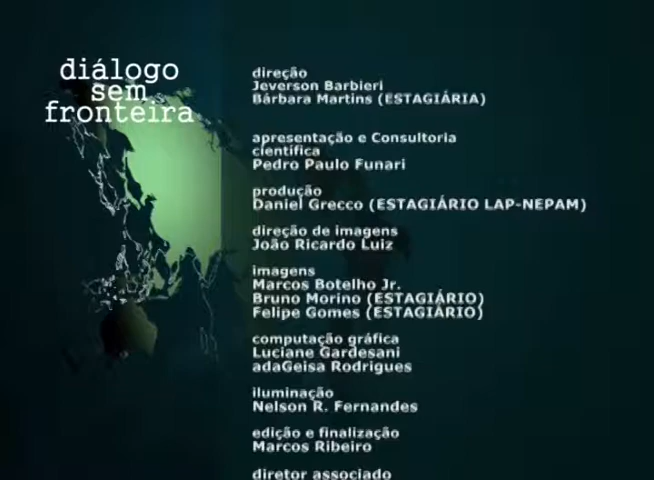 diálogo
sem
fronteira
direção
Jeverson Barbieri
Bárbara Martins (ESTAGIÁRIA)
apresentação e Consultoria
científica
Pedro Paulo Funari
produção
Daniel Grecco (ESTAGIÁRIO LAP-NEPAM)
direção de imagens
João Ricardo Luiz
imagens
Marcos Botelho Jr.
Bruno Morino (ESTAGIÁRIO)
Felipe Gomes (ESTAGIÁRIO)
computação gráfica
Luciane Gardesani
adaGeisa Rodrigues
iluminação
Nelson R. Fernandes
edição e finalização
Marcos Ribeiro
diretor associado